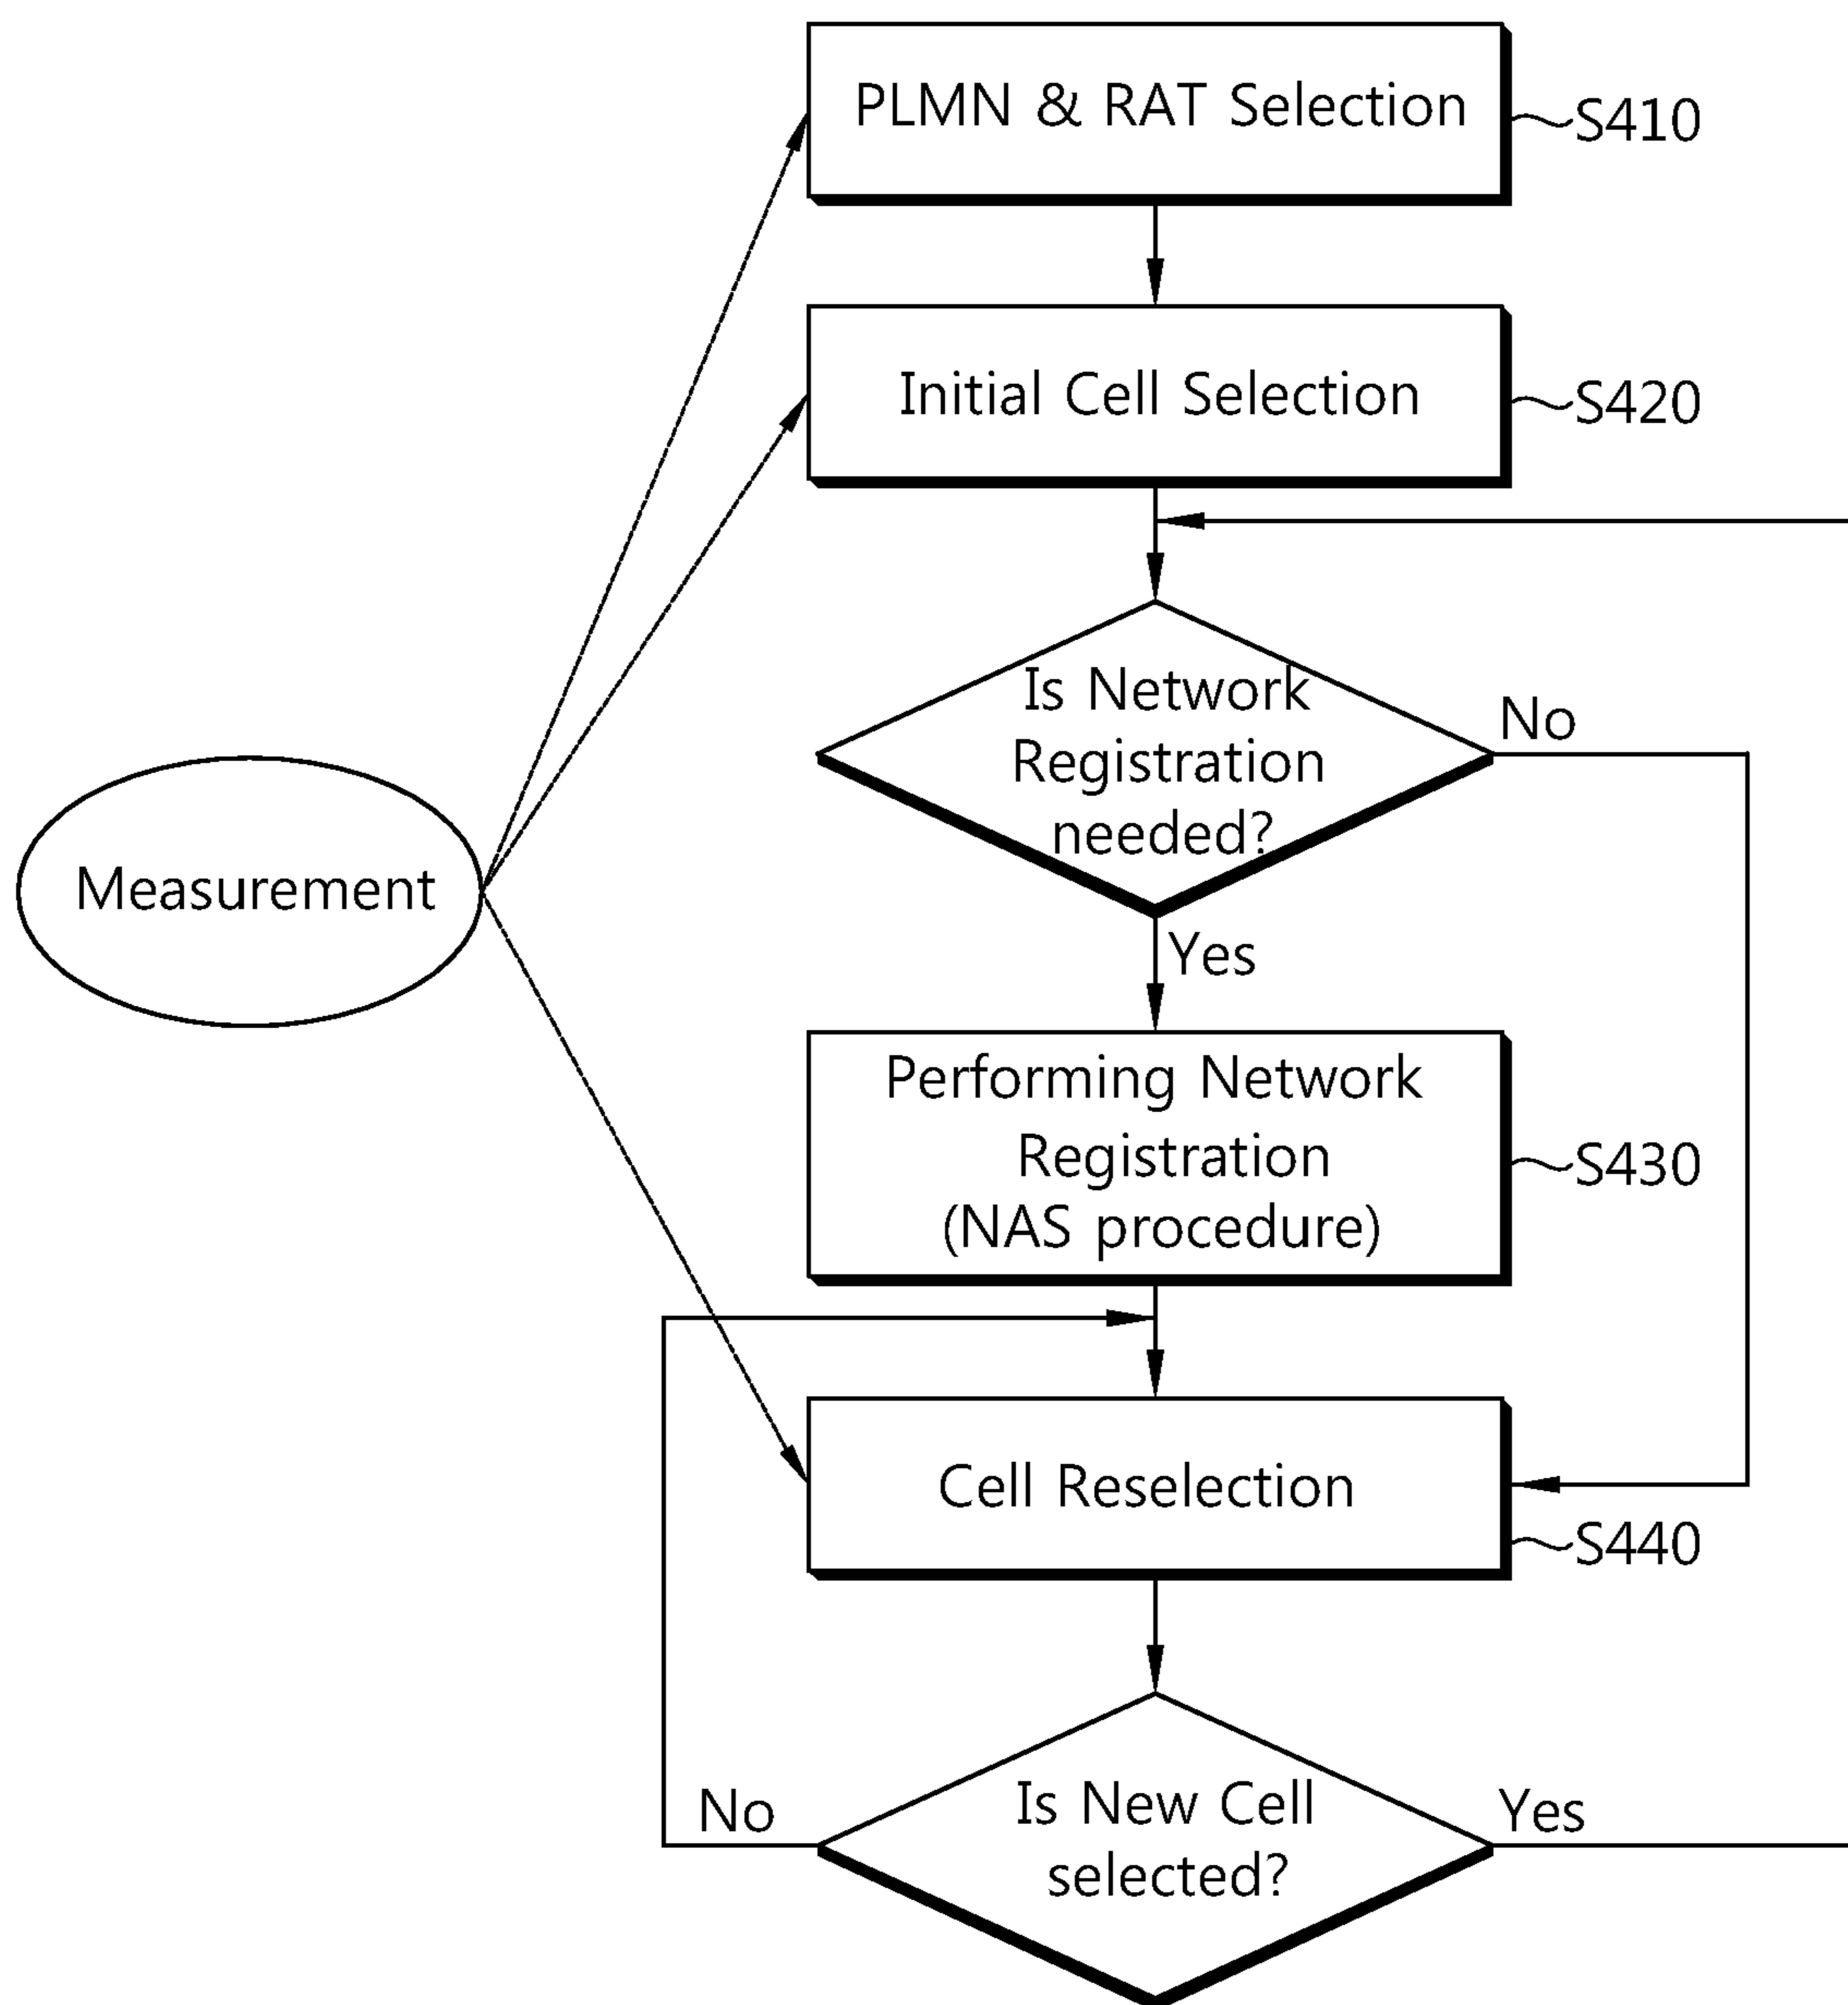 PLMN & RAT Selection
S410
Initial Cell Selection
S420
Is Network
Registration
needed?
No
Yes
Measurement
Performing Network
Registration
(NAS procedure)
S430
Cell Reselection
S440
Is New Cell
selected?
No
Yes